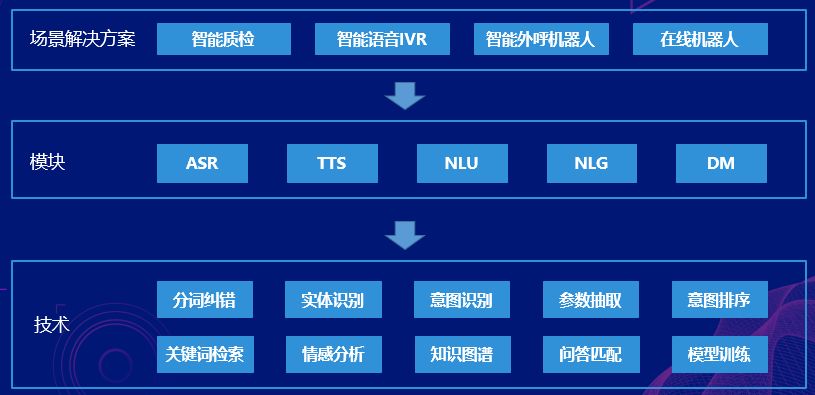 场景解决方案 智能质检 智能语音IVR 智能外呼机器人 在线机器人
模块 ASR TTS NLU NLG DM
技术
分词纠错 实体识别 意图识别 参数抽取 意图排序
关键词检索 情感分析 知识图谱 问答匹配 模型训练